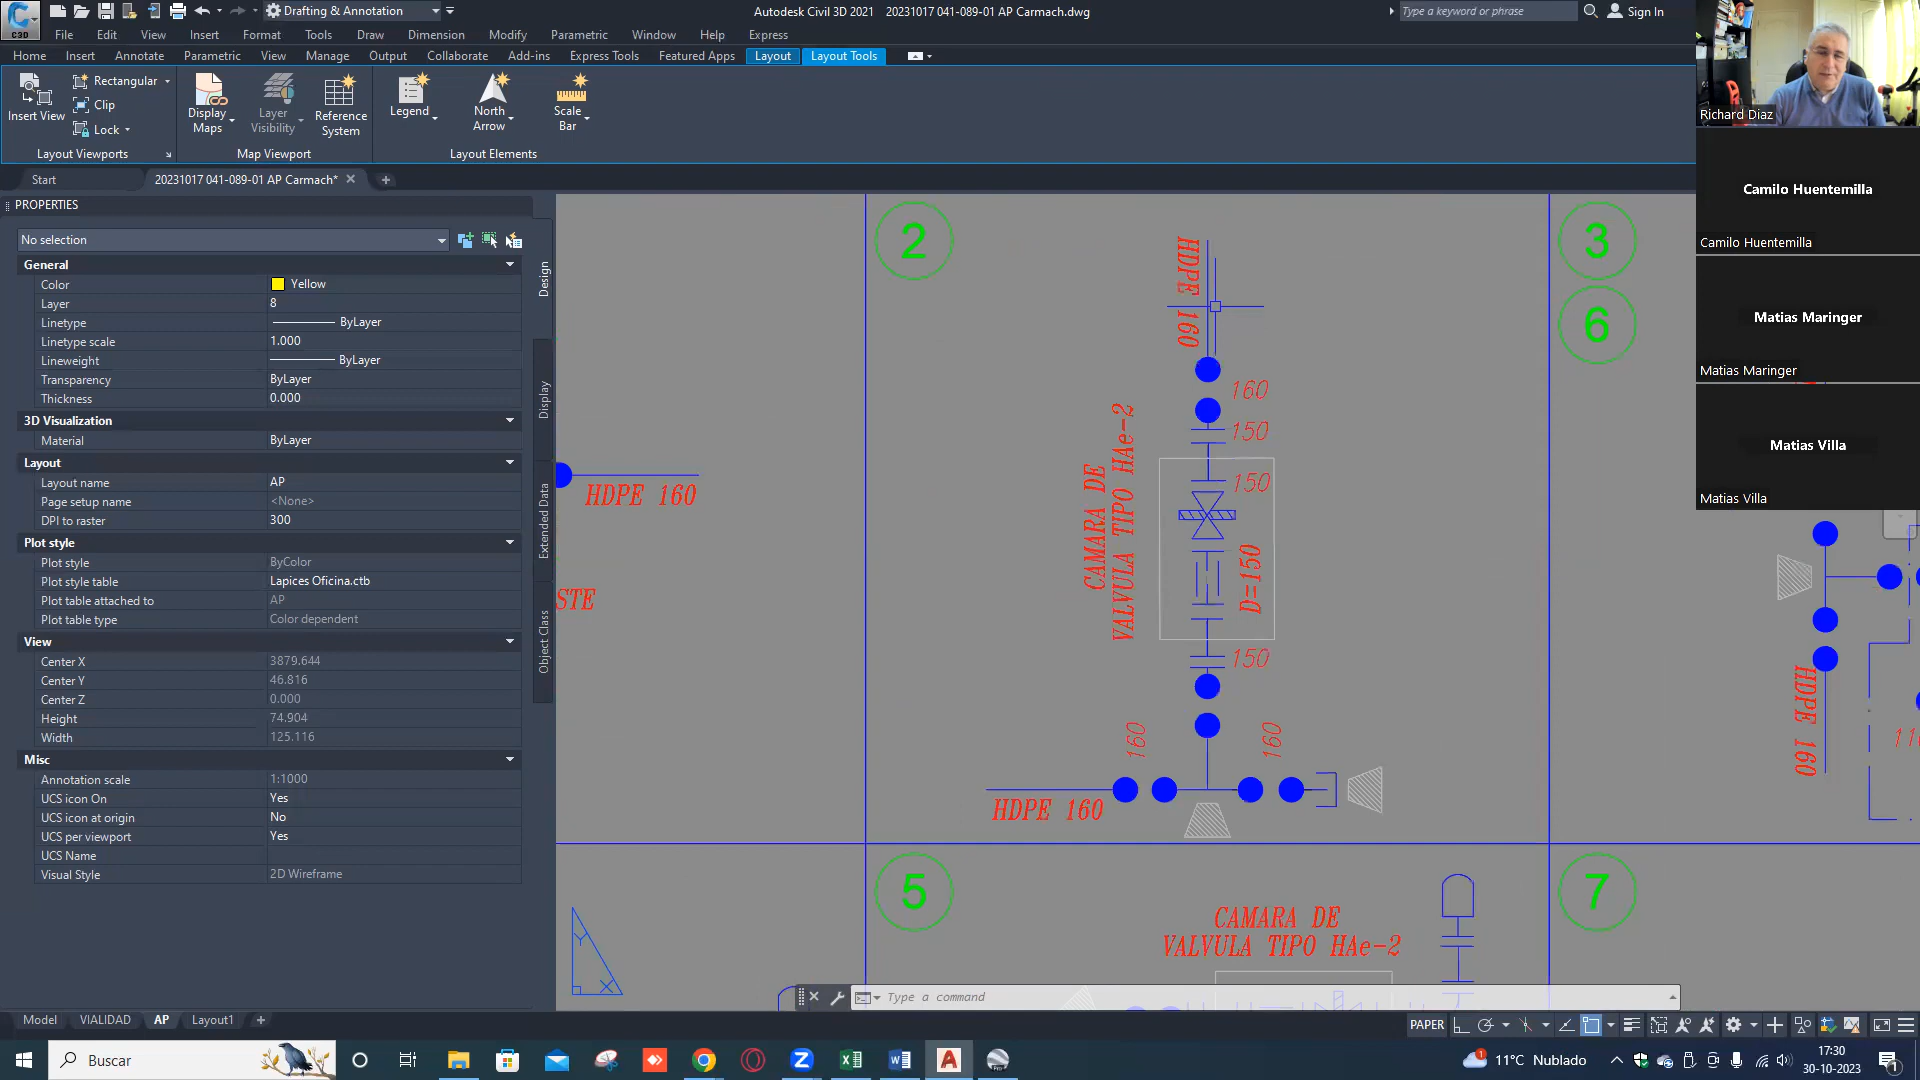 Drafting & Annotation
Autodesk Civil 3D 2021 20231017 041-089-01 AP Carmach.dwg
Type a keyword or phrase
Sign In
C3D
File Edit View Insert Format Tools Draw Dimension Modify Parametric Window Help Express
Home Insert Annotate Parametric View Manage Output Collaborate Add-ins Express Tools Featured Apps Layout Layout Tools
Insert View
Rectangular
Clip
Lock
Display Maps
Layer Visibility
Reference System
Legend
North Arrow
Scale Bar
Layout Viewports
Map Viewport
Layout Elements
Richard Diaz
Camilo Huentemilla
Camilo Huentemilla
Matias Maringer
Matias Maringer
Matias Villa
Matias Villa
Start
20231017 041-089-01 AP Carmach*
PROPERTIES
No selection
General
Color Yellow
Layer 8
Linetype ByLayer
Linetype scale 1.000
Lineweight ByLayer
Transparency ByLayer
Thickness 0.000
3D Visualization
Material ByLayer
Layout
Layout name AP
Page setup name <None>
DPI to raster 300
Plot style
Plot style ByColor
Plot style table Lapices Oficina.ctb
Plot table attached to AP
Plot table type Color dependent
View
Center X 3879.644
Center Y 46.816
Center Z 0.000
Height 74.904
Width 125.116
Misc
Annotation scale 1:1000
UCS icon On Yes
UCS icon at origin No
UCS per viewport Yes
UCS Name
Visual Style 2D Wireframe
Design
Display
Extended Data
Object Class
HDPE 160
STE
2
HDPE 160
160
150
CAMARA DE
VALVULA TIPO HAe-2
150
D=150
150
160
160
HDPE 160
3
6
HDPE 160
5
CAMARA DE
VALVULA TIPO HAe-2
7
Y
X
Type a command
Model VIALIDAD AP Layout1
PAPER
Buscar
11°C Nublado
17:30
30-10-2023